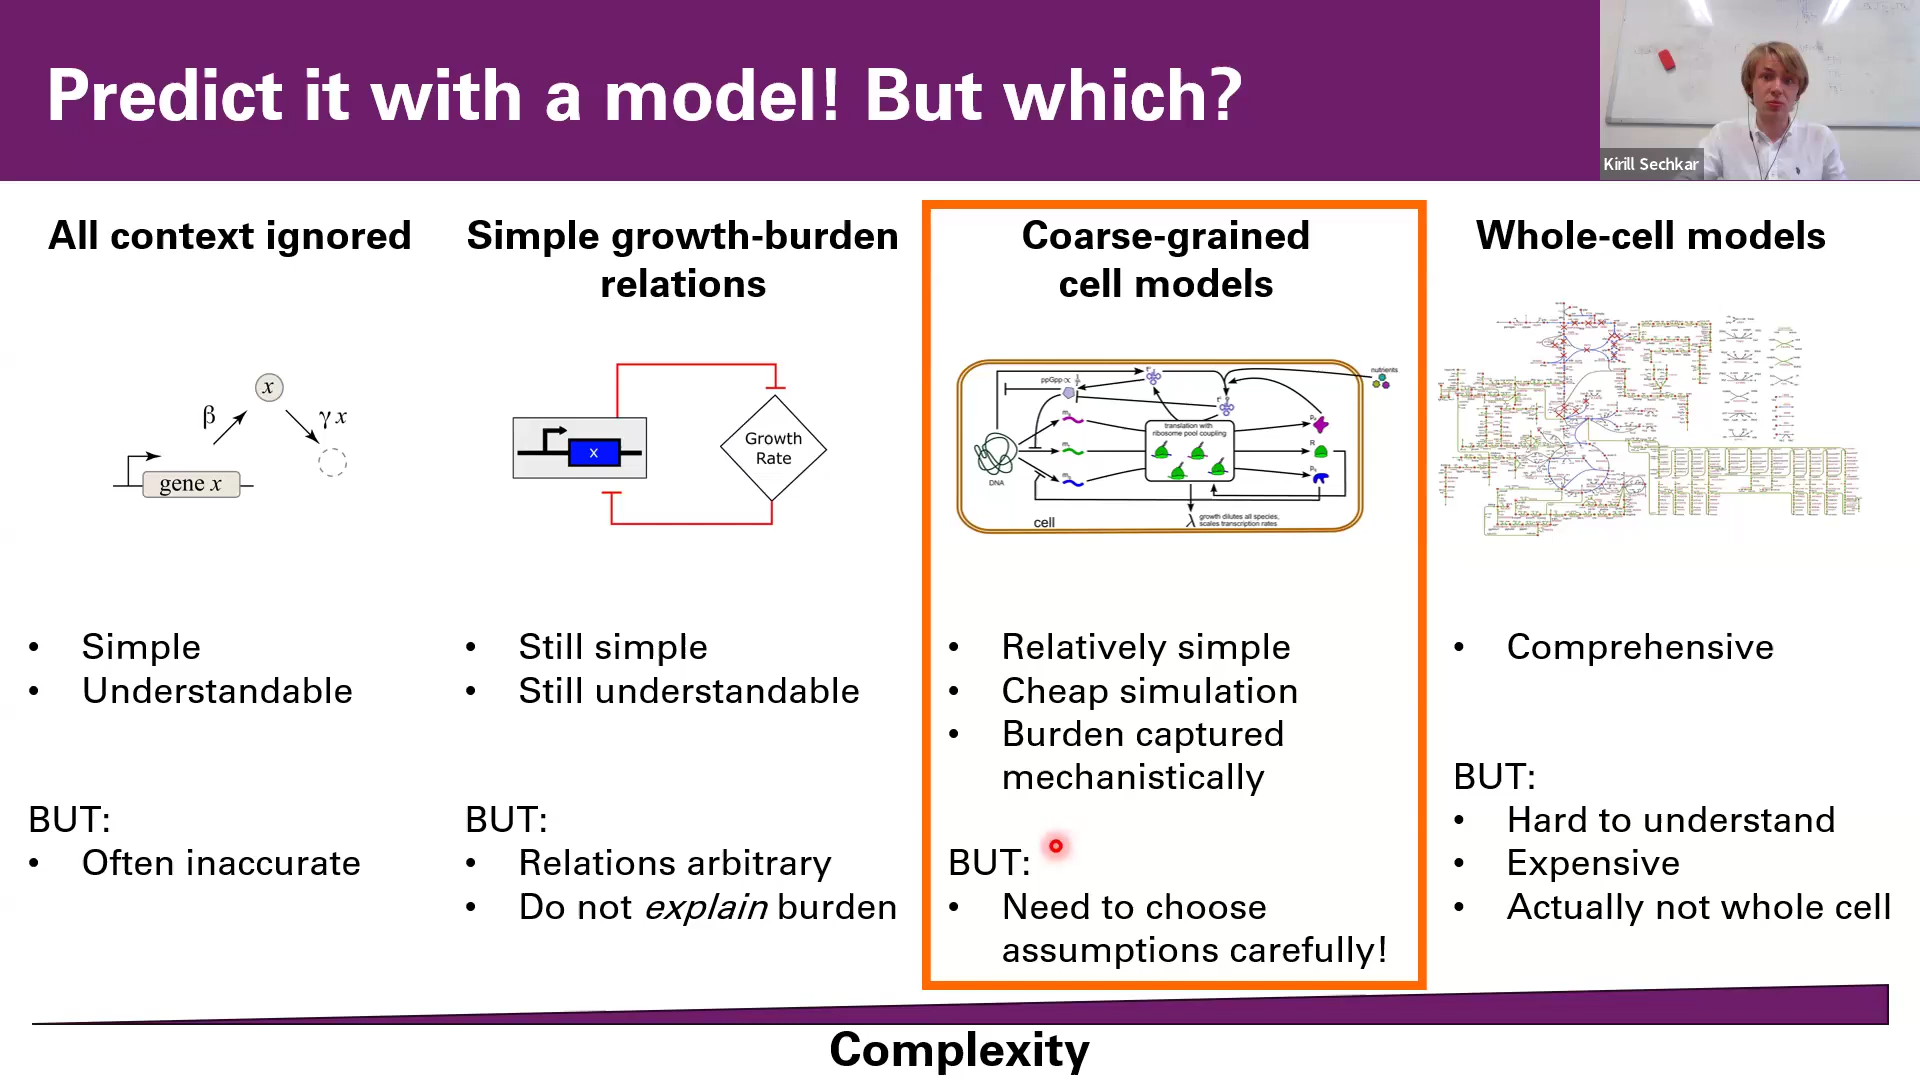 Predict it with a model! But which?
Kirill Sechkar
All context ignored
β
x
γ x
gene x
• Simple
• Understandable
BUT:
• Often inaccurate
Simple growth-burden
relations
x
Growth
Rate
• Still simple
• Still understandable
BUT:
• Relations arbitrary
• Do not explain burden
Coarse-grained
cell models
nutrients
ppGpp
translation with
ribosome pool coupling
R
DNA
cell
λ
growth dilutes all species,
scales transcription rates
• Relatively simple
• Cheap simulation
• Burden captured
mechanistically
BUT:
• Need to choose
assumptions carefully!
Whole-cell models
• Comprehensive
BUT:
• Hard to understand
• Expensive
• Actually not whole cell
Complexity